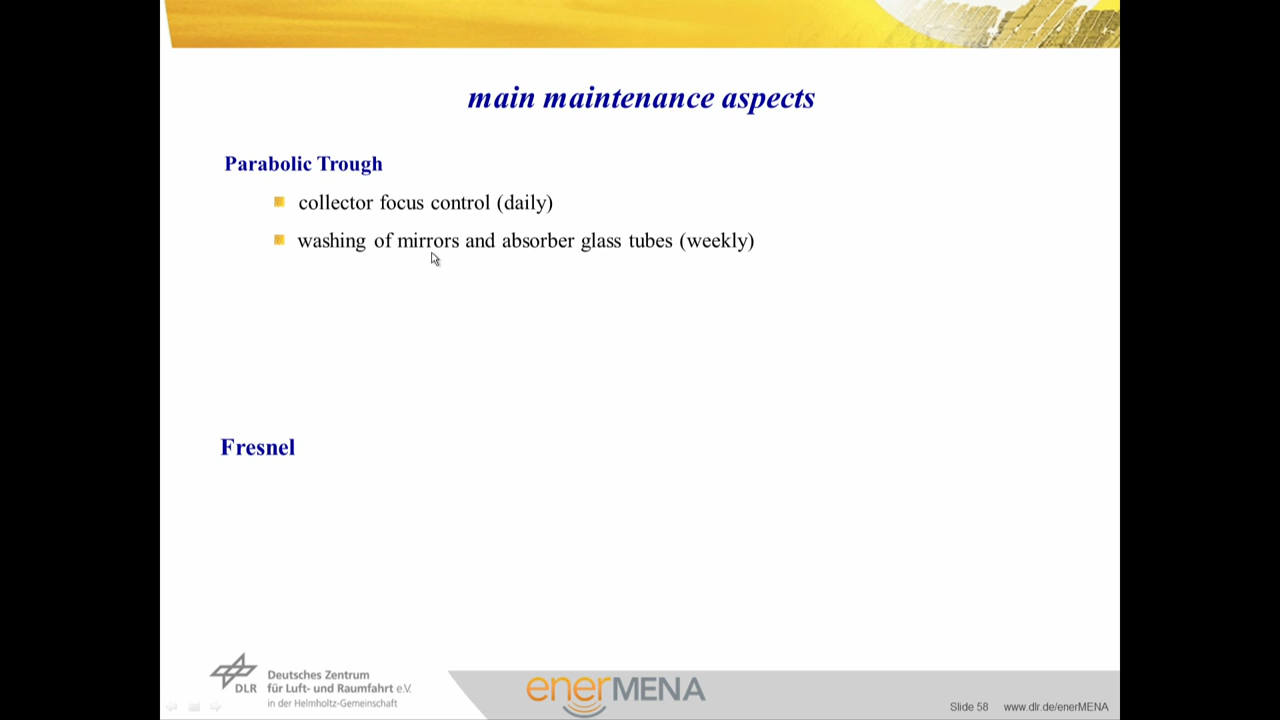 main maintenance aspects
Parabolic Trough
collector focus control (daily)
washing of mirrors and absorber glass tubes (weekly)
Fresnel
DLR
Deutsches Zentrum
für Luft- und Raumfahrt e.V.
in der Helmholtz-Gemeinschaft
enerMENA
Slide 58 www.dlr.de/enerMENA